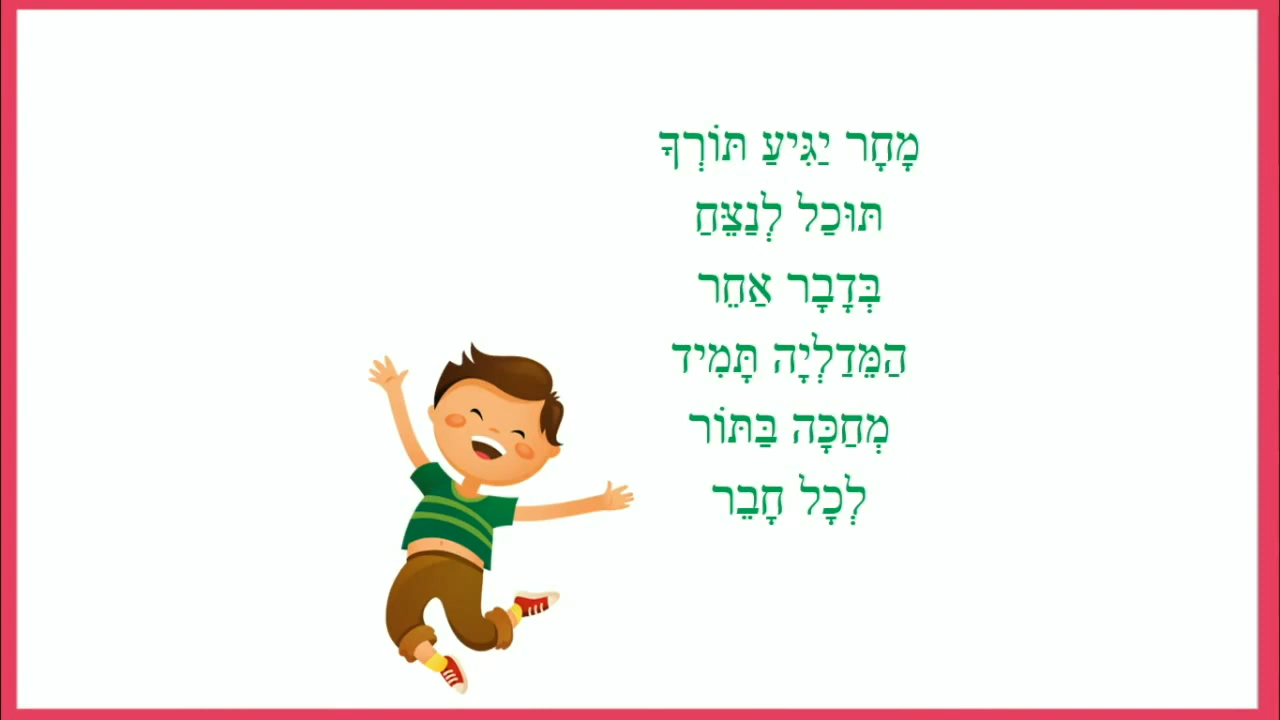 מָחָר יַגִּיעַ תּוֹרְךָ
תּוּכַל לְנַצֵּחַ
בְּדָבָר אַחֵר
הַמֵּדַלְיָה תָּמִיד
מְחַכָּה בַּתּוֹר
לְכָל חָבֵר